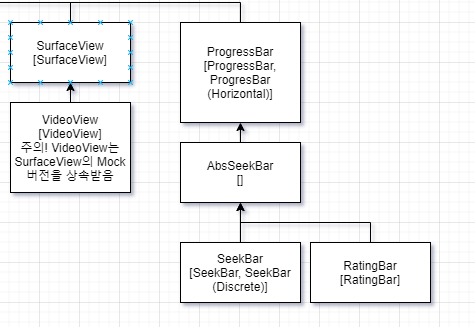 SurfaceView
[SurfaceView]
VideoView
[VideoView]
주의! VideoView는
SurfaceView의 Mock
버전을 상속받음
ProgressBar
[ProgressBar,
ProgresBar
(Horizontal)]
AbsSeekBar
[]
SeekBar
[SeekBar, SeekBar
(Discrete)]
RatingBar
[RatingBar]